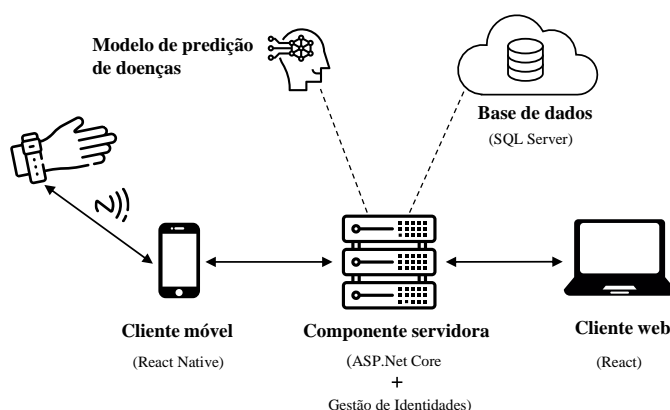 Modelo de predição
de doenças
Base de dados
(SQL Server)
Cliente móvel
(React Native)
Componente servidora
(ASP.Net Core
+
Gestão de Identidades)
Cliente web
(React)